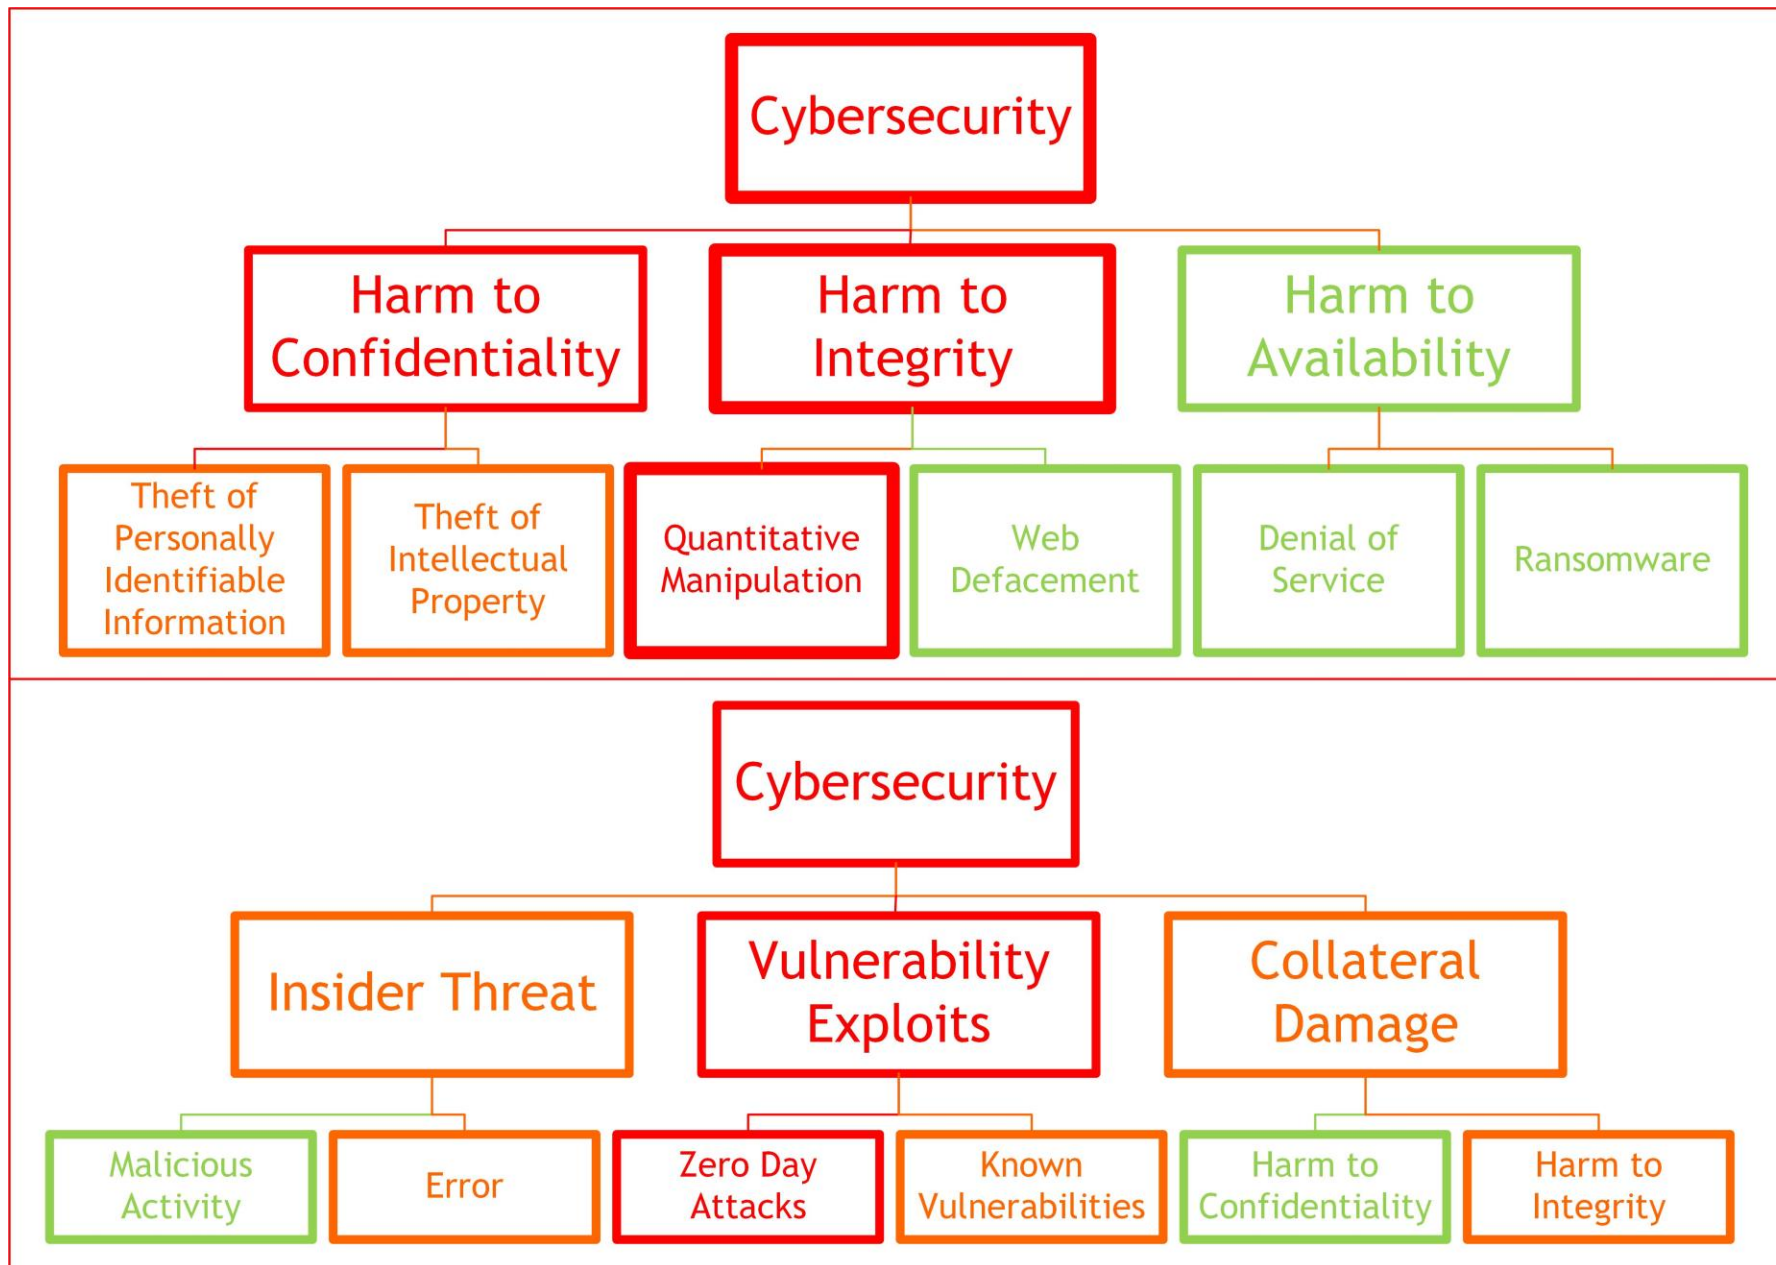 Cybersecurity
Harm to
Confidentiality
Harm to
Integrity
Harm to
Availability
Theft of
Personally
Identifiable
Information
Theft of
Intellectual
Property
Quantitative
Manipulation
Web
Defacement
Denial of
Service
Ransomware
Cybersecurity
Insider Threat
Vulnerability
Exploits
Collateral
Damage
Malicious
Activity
Error
Zero Day
Attacks
Known
Vulnerabilities
Harm to
Confidentiality
Harm to
Integrity